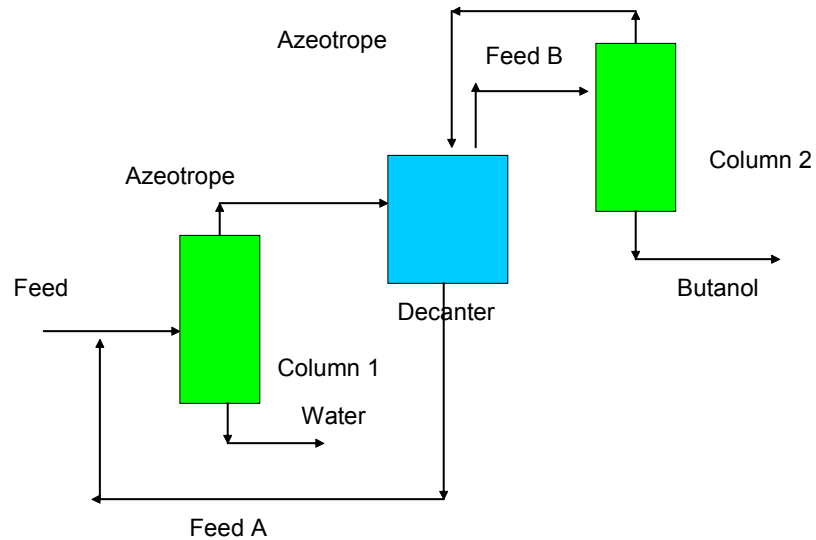 Azeotrope
Feed B
Column 2
Azeotrope
Feed
Butanol
Decanter
Column 1
Water
Feed A